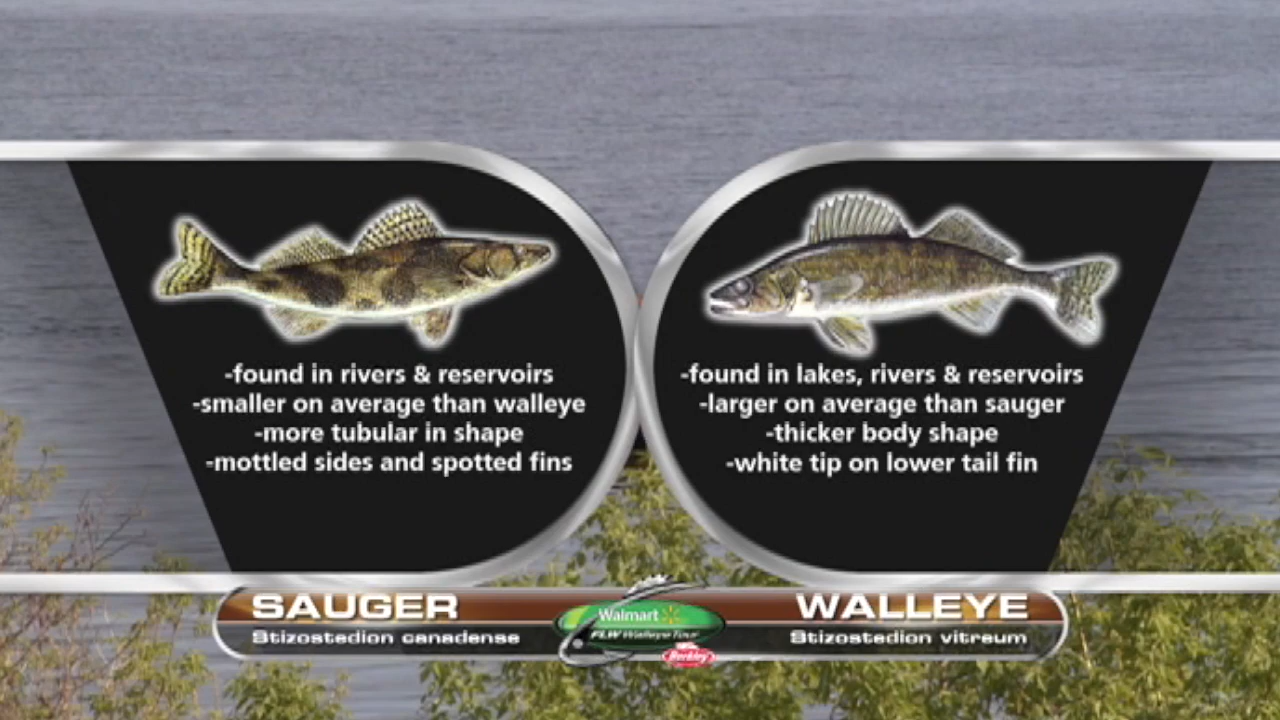 -found in rivers & reservoirs
-smaller on average than walleye
-more tubular in shape
-mottled sides and spotted fins
-found in lakes, rivers & reservoirs
-larger on average than sauger
-thicker body shape
-white tip on lower tail fin
SAUGER
Stizostedion canadense
Walmart
FLW Walleye Tour
Berkley
WALLEYE
Stizostedion vitreum